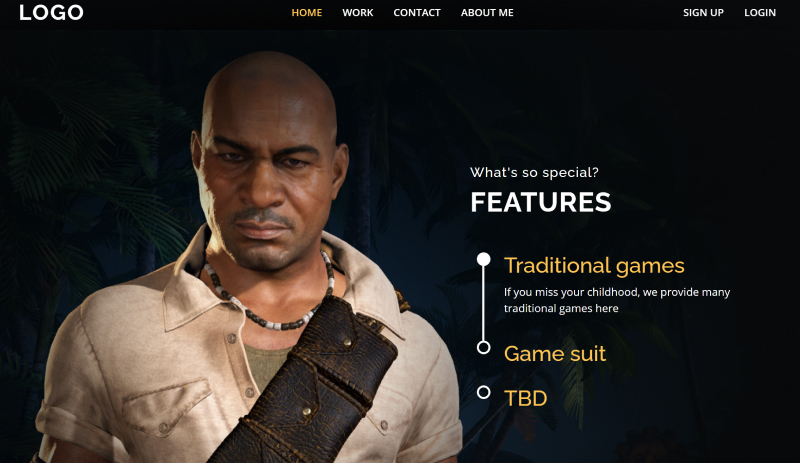 LOGO
HOME WORK CONTACT ABOUT ME SIGN UP LOGIN
What's so special?
FEATURES
Traditional games
If you miss your childhood, we provide many
traditional games here
Game suit
TBD